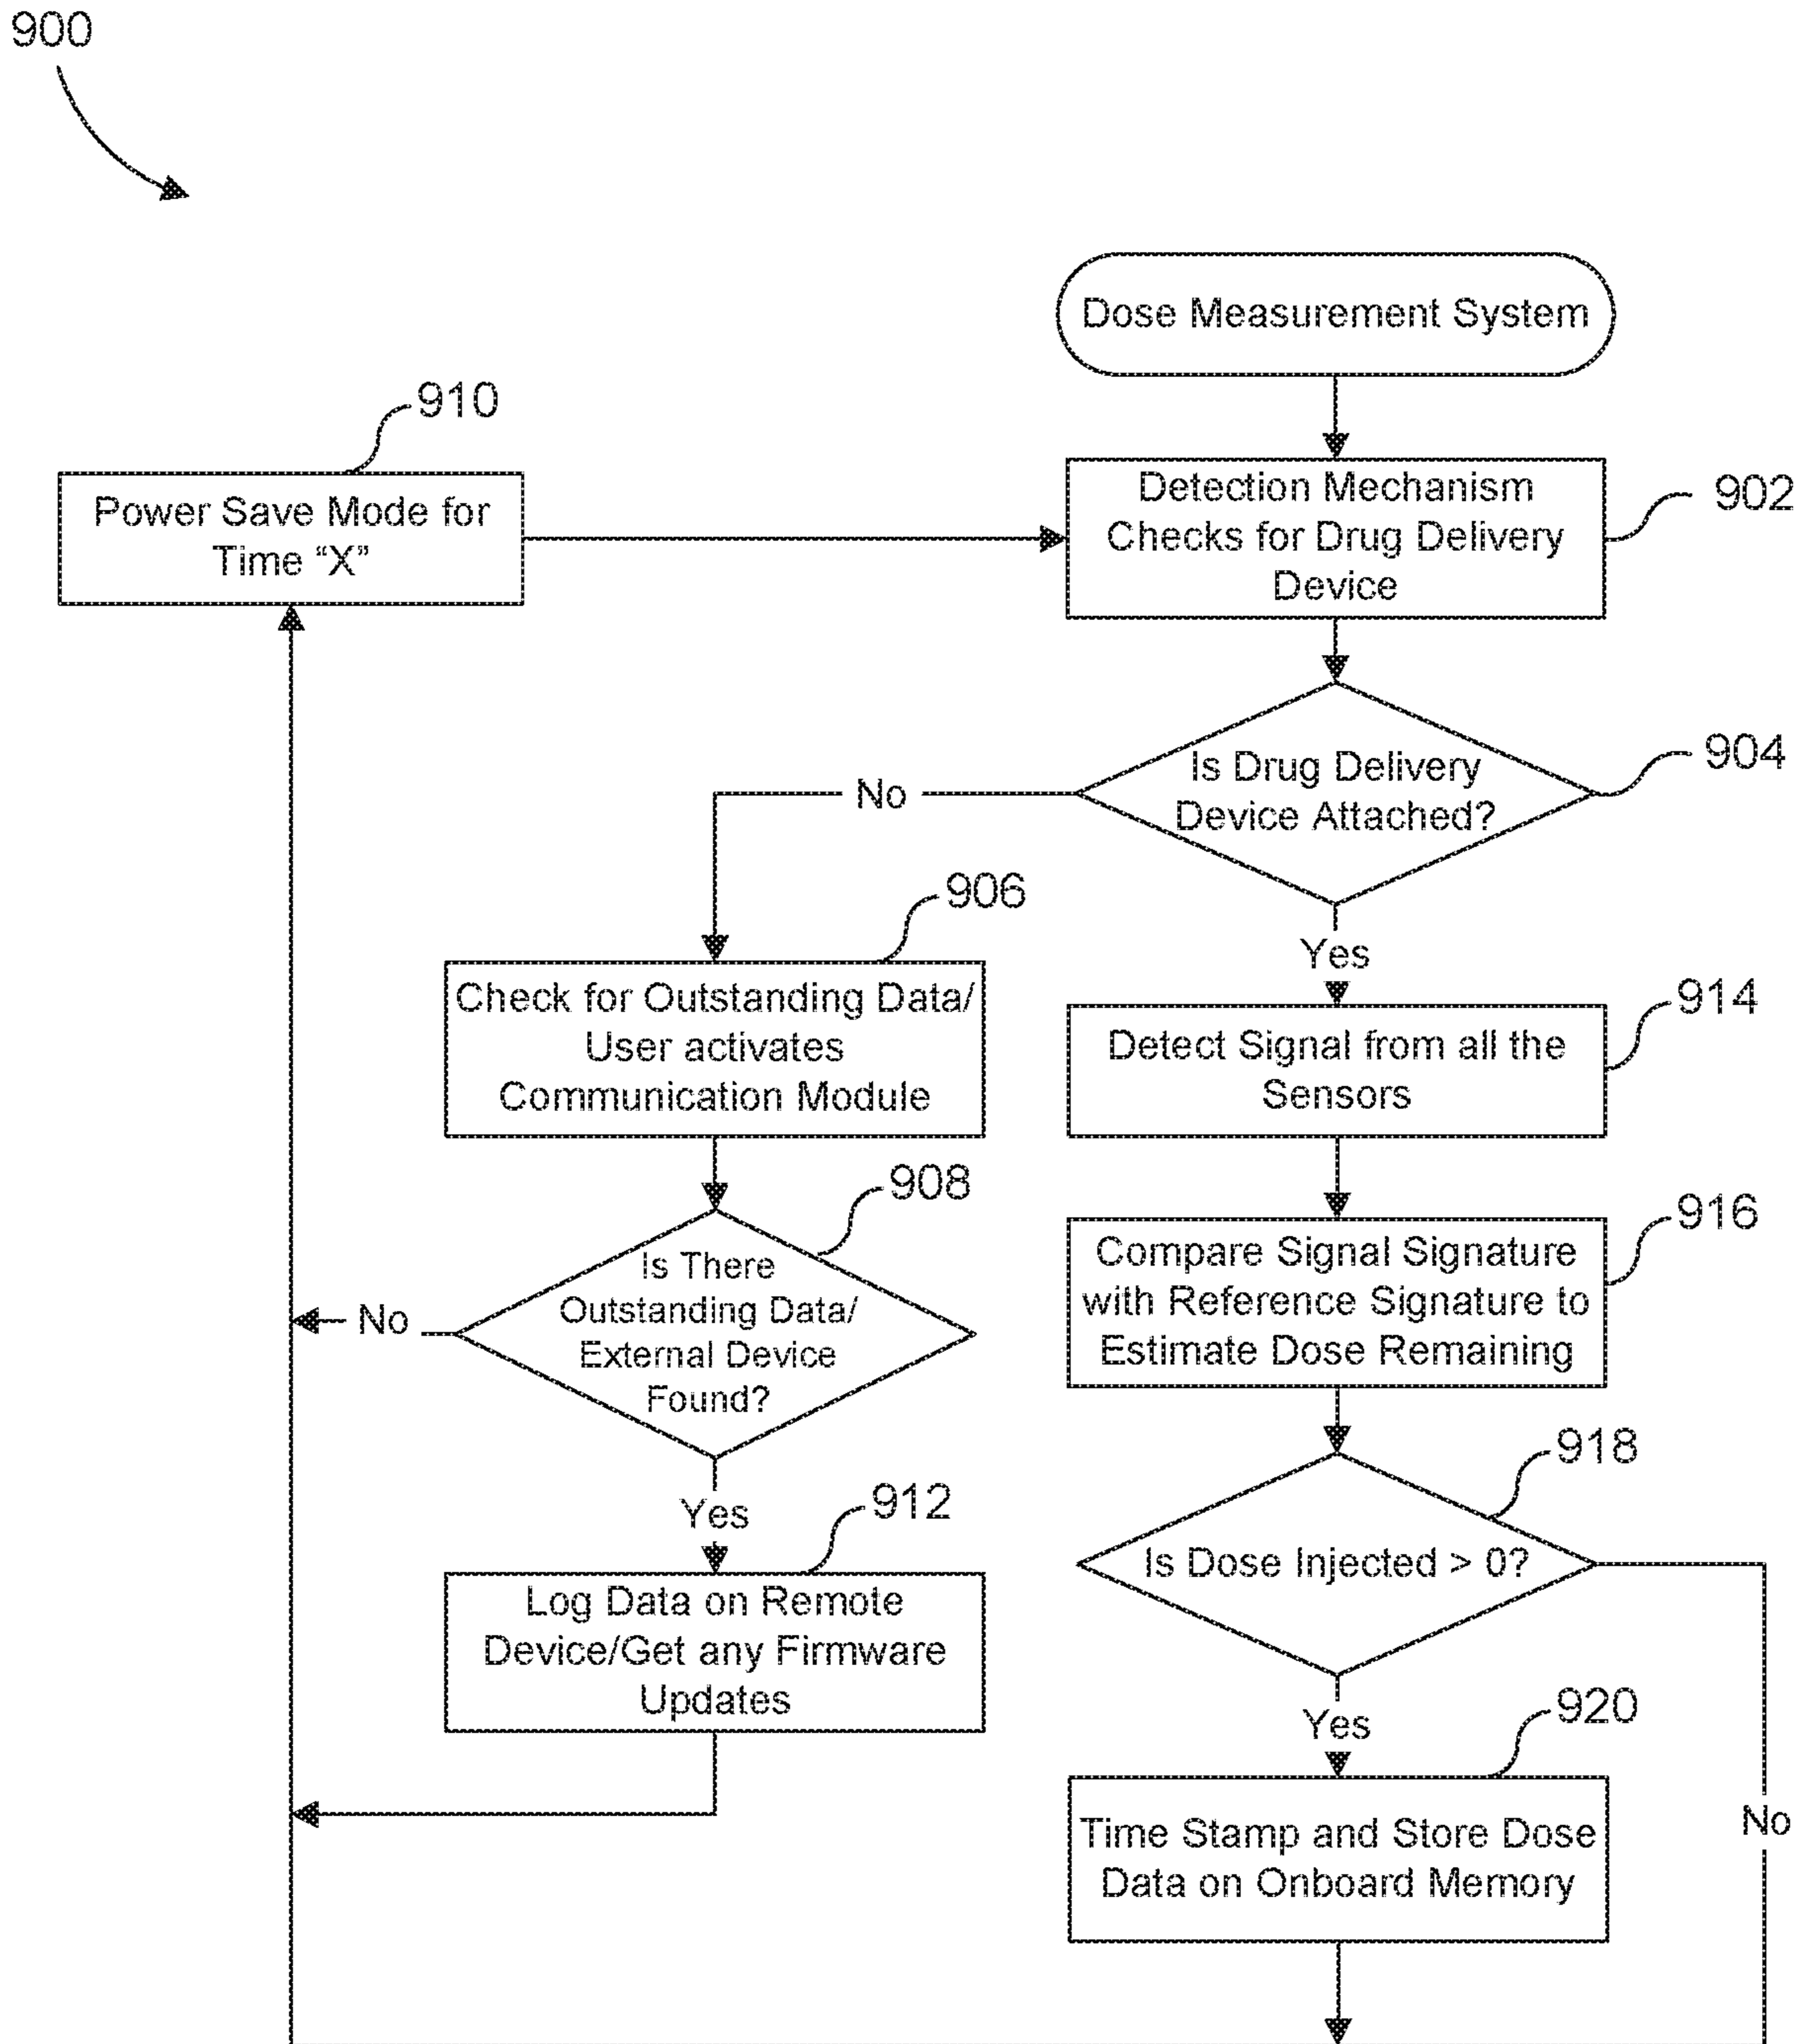 900
Dose Measurement System
910
Power Save Mode for
Time “X”
Detection Mechanism
Checks for Drug Delivery
Device
902
Is Drug Delivery
Device Attached?
904
No
Yes
906
Check for Outstanding Data/
User activates
Communication Module
914
Detect Signal from all the
Sensors
908
Is There
Outstanding Data/
External Device
Found?
No
Yes
916
Compare Signal Signature
with Reference Signature to
Estimate Dose Remaining
918
Is Dose Injected > 0?
912
Log Data on Remote
Device/Get any Firmware
Updates
Yes
No
920
Time Stamp and Store Dose
Data on Onboard Memory